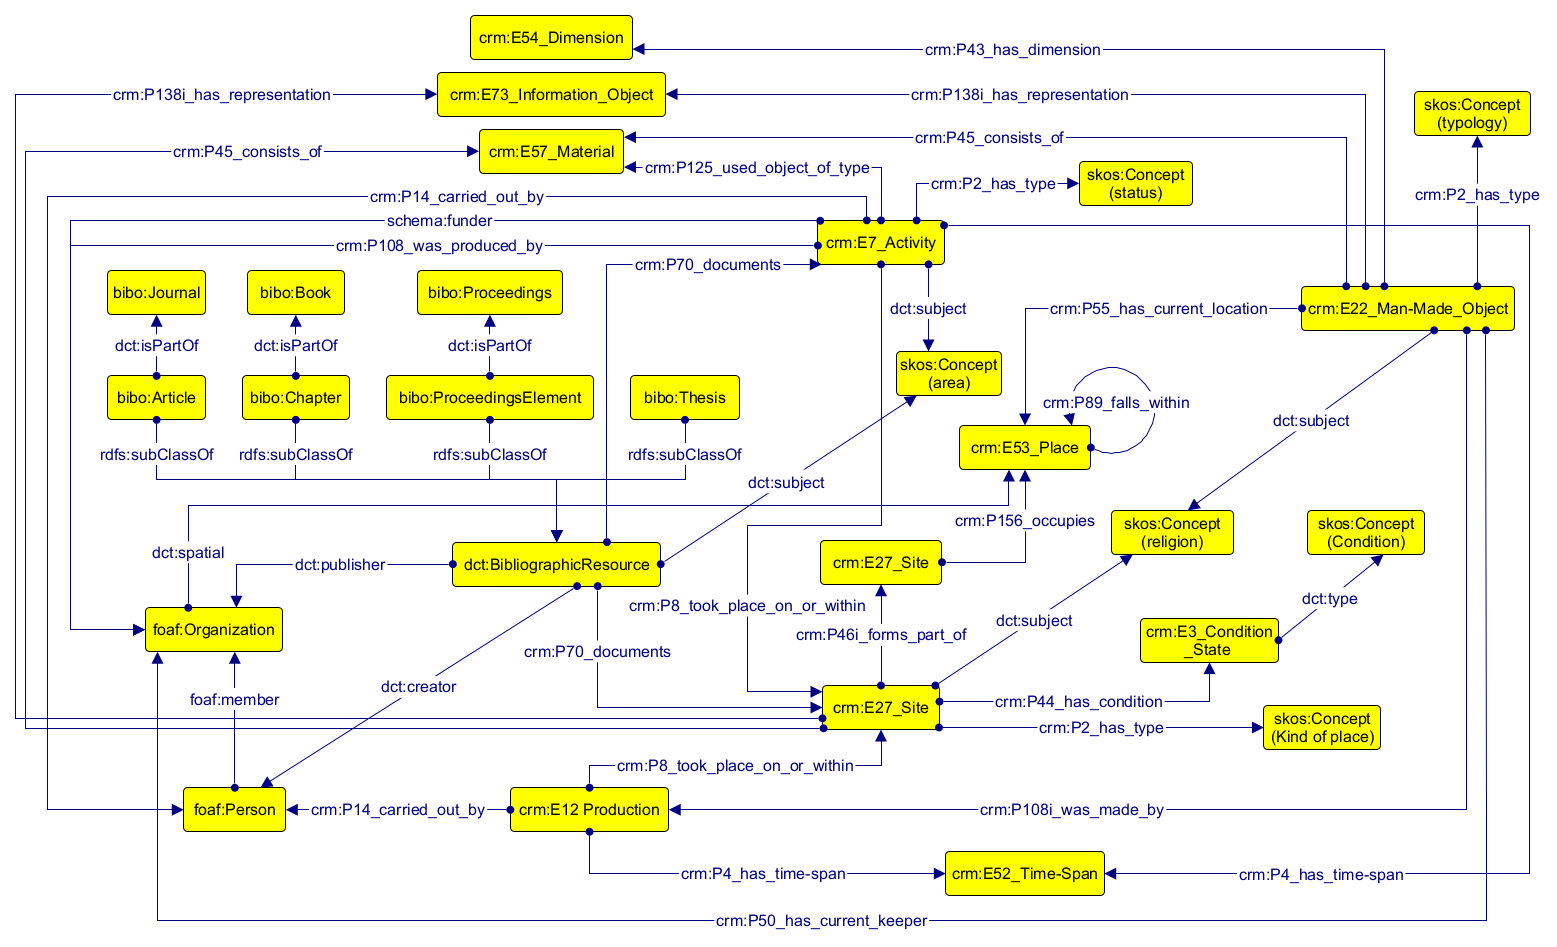 crm:E54_Dimension
crm:P43_has_dimension
crm:P138i_has_representation
crm:E73_Information_Object
crm:P138i_has_representation
skos:Concept
(typology)
crm:P45_consists_of
crm:E57_Material
crm:P45_consists_of
crm:P125_used_object_of_type
crm:P2_has_type
skos:Concept
(status)
crm:P2_has_type
crm:P14_carried_out_by
schema:funder
crm:P108_was_produced_by
crm:E7_Activity
crm:P70_documents
bibo:Journal
bibo:Book
bibo:Proceedings
dct:subject
crm:P55_has_current_location
crm:E22_Man-Made_Object
dct:isPartOf
dct:isPartOf
dct:isPartOf
skos:Concept
(area)
bibo:Article
bibo:Chapter
bibo:ProceedingsElement
bibo:Thesis
crm:P89_falls_within
dct:subject
rdfs:subClassOf
rdfs:subClassOf
rdfs:subClassOf
rdfs:subClassOf
crm:E53_Place
dct:subject
crm:P156_occupies
skos:Concept
(religion)
skos:Concept
(Condition)
dct:spatial
dct:publisher
dct:BibliographicResource
crm:E27_Site
crm:P8_took_place_on_or_within
dct:type
foaf:Organization
crm:P46i_forms_part_of
dct:subject
crm:E3_Condition
_State
crm:P70_documents
foaf:member
dct:creator
crm:E27_Site
crm:P44_has_condition
crm:P2_has_type
skos:Concept
(Kind of place)
crm:P8_took_place_on_or_within
foaf:Person
crm:P14_carried_out_by
crm:E12 Production
crm:P108i_was_made_by
crm:P4_has_time-span
crm:E52_Time-Span
crm:P4_has_time-span
crm:P50_has_current_keeper